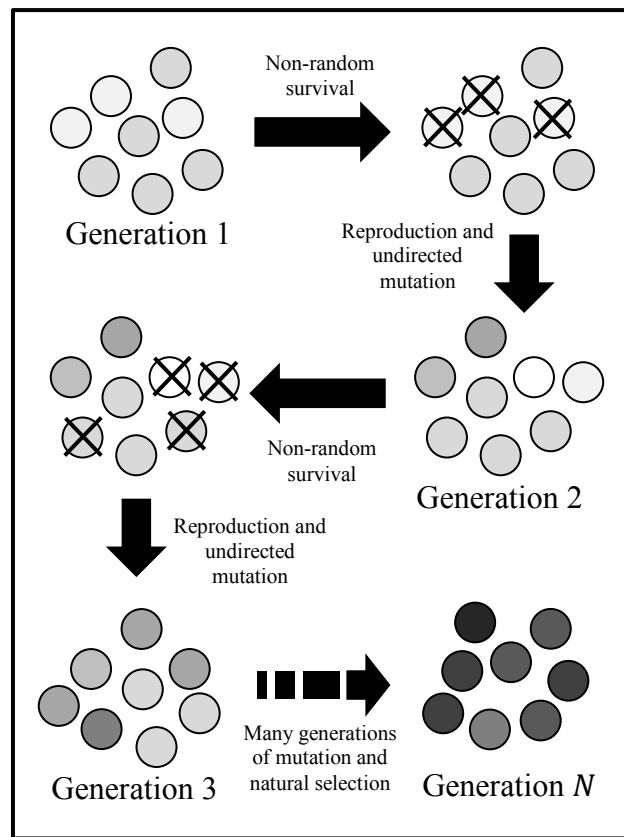 Non-random
survival
Generation 1
Reproduction and
undirected
mutation
Generation 2
Non-random
survival
Reproduction and
undirected
mutation
Generation 3
Many generations
of mutation and
natural selection
Generation N